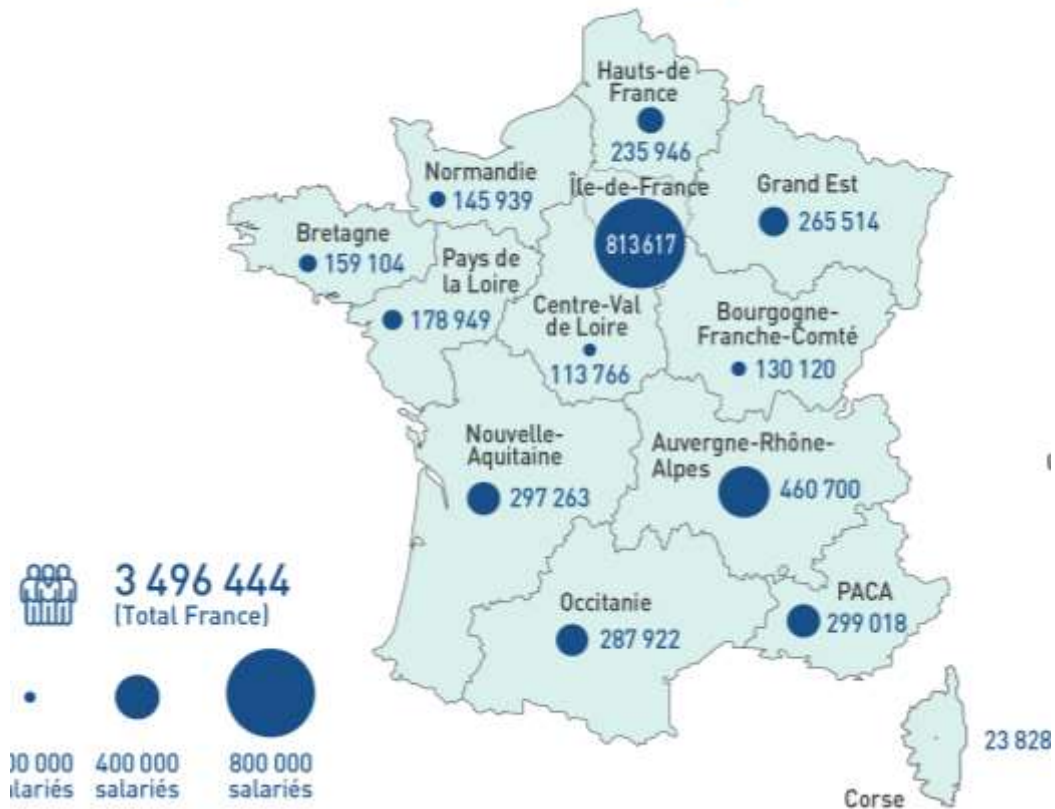 Hauts-de
France
235 946
Normandie
145 939
Île-de-France
813 617
Grand Est
265 514
Bretagne
159 104
Pays de
la Loire
178 949
Centre-Val
de Loire
113 766
Bourgogne-
Franche-Comté
130 120
Nouvelle-
Aquitaine
297 263
Auvergne-Rhône-
Alpes
460 700
3 496 444
(Total France)
Occitanie
287 922
PACA
299 018
00 000
alariés
400 000
salariés
800 000
salariés
23 828
Corse